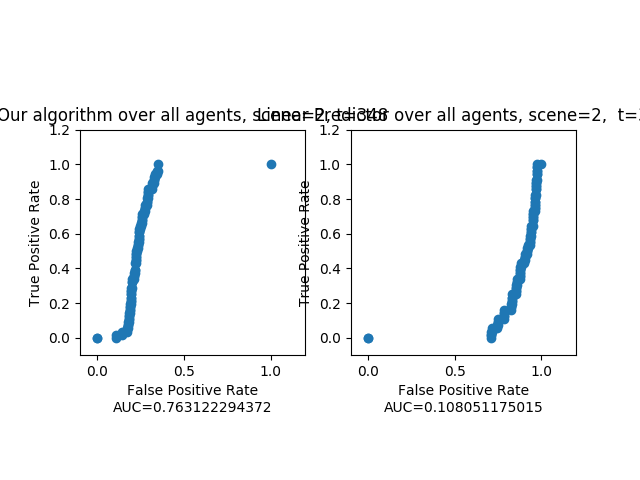 Our algorithm over all agents, scene=2, t=348
Linear Predictor over all agents, scene=2, t=
1.2
1.0
0.8
0.6
0.4
0.2
0.0
True Positive Rate
0.0 0.5 1.0
False Positive Rate
AUC=0.763122294372
1.2
1.0
0.8
0.6
0.4
0.2
0.0
True Positive Rate
0.0 0.5 1.0
False Positive Rate
AUC=0.108051175015